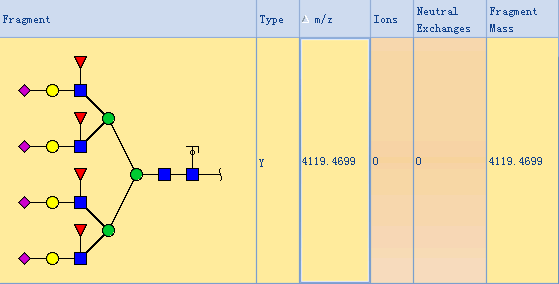 Fragment Type m/z Ions Neutral Exchanges Fragment Mass
Y 4119.4699 0 0 4119.4699